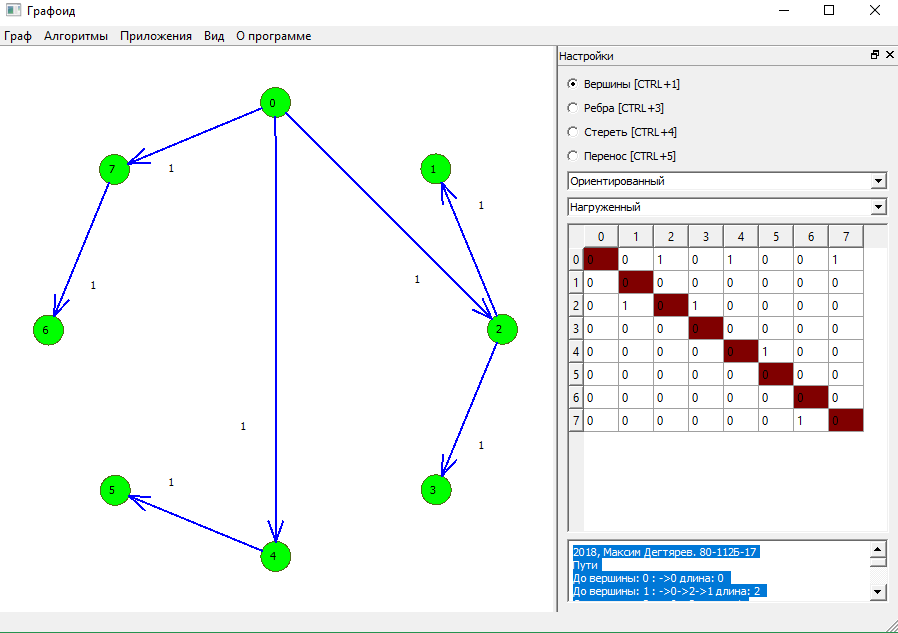 Графоид
Граф Алгоритмы Приложения Вид О программе
Настройки
Вершины [CTRL+1]
Ребра [CTRL+3]
Стереть [CTRL+4]
Перенос [CTRL+5]
Ориентированный
Нагруженный
0 1 2 3 4 5 6 7
0 0 0 1 0 1 0 0 1
1 0 0 0 0 0 0 0 0
2 0 1 0 1 0 0 0 0
3 0 0 0 0 0 0 0 0
4 0 0 0 0 0 1 0 0
5 0 0 0 0 0 0 0 0
6 0 0 0 0 0 0 0 0
7 0 0 0 0 0 0 1 0
2018, Максим Дегтярев. 80-112Б-17
Пути
До вершины: 0 : ->0 длина: 0
До вершины: 1 : ->0->2->1 длина: 2
0
7
1
1
1
1
1
6
2
1
1
1
5
3
4